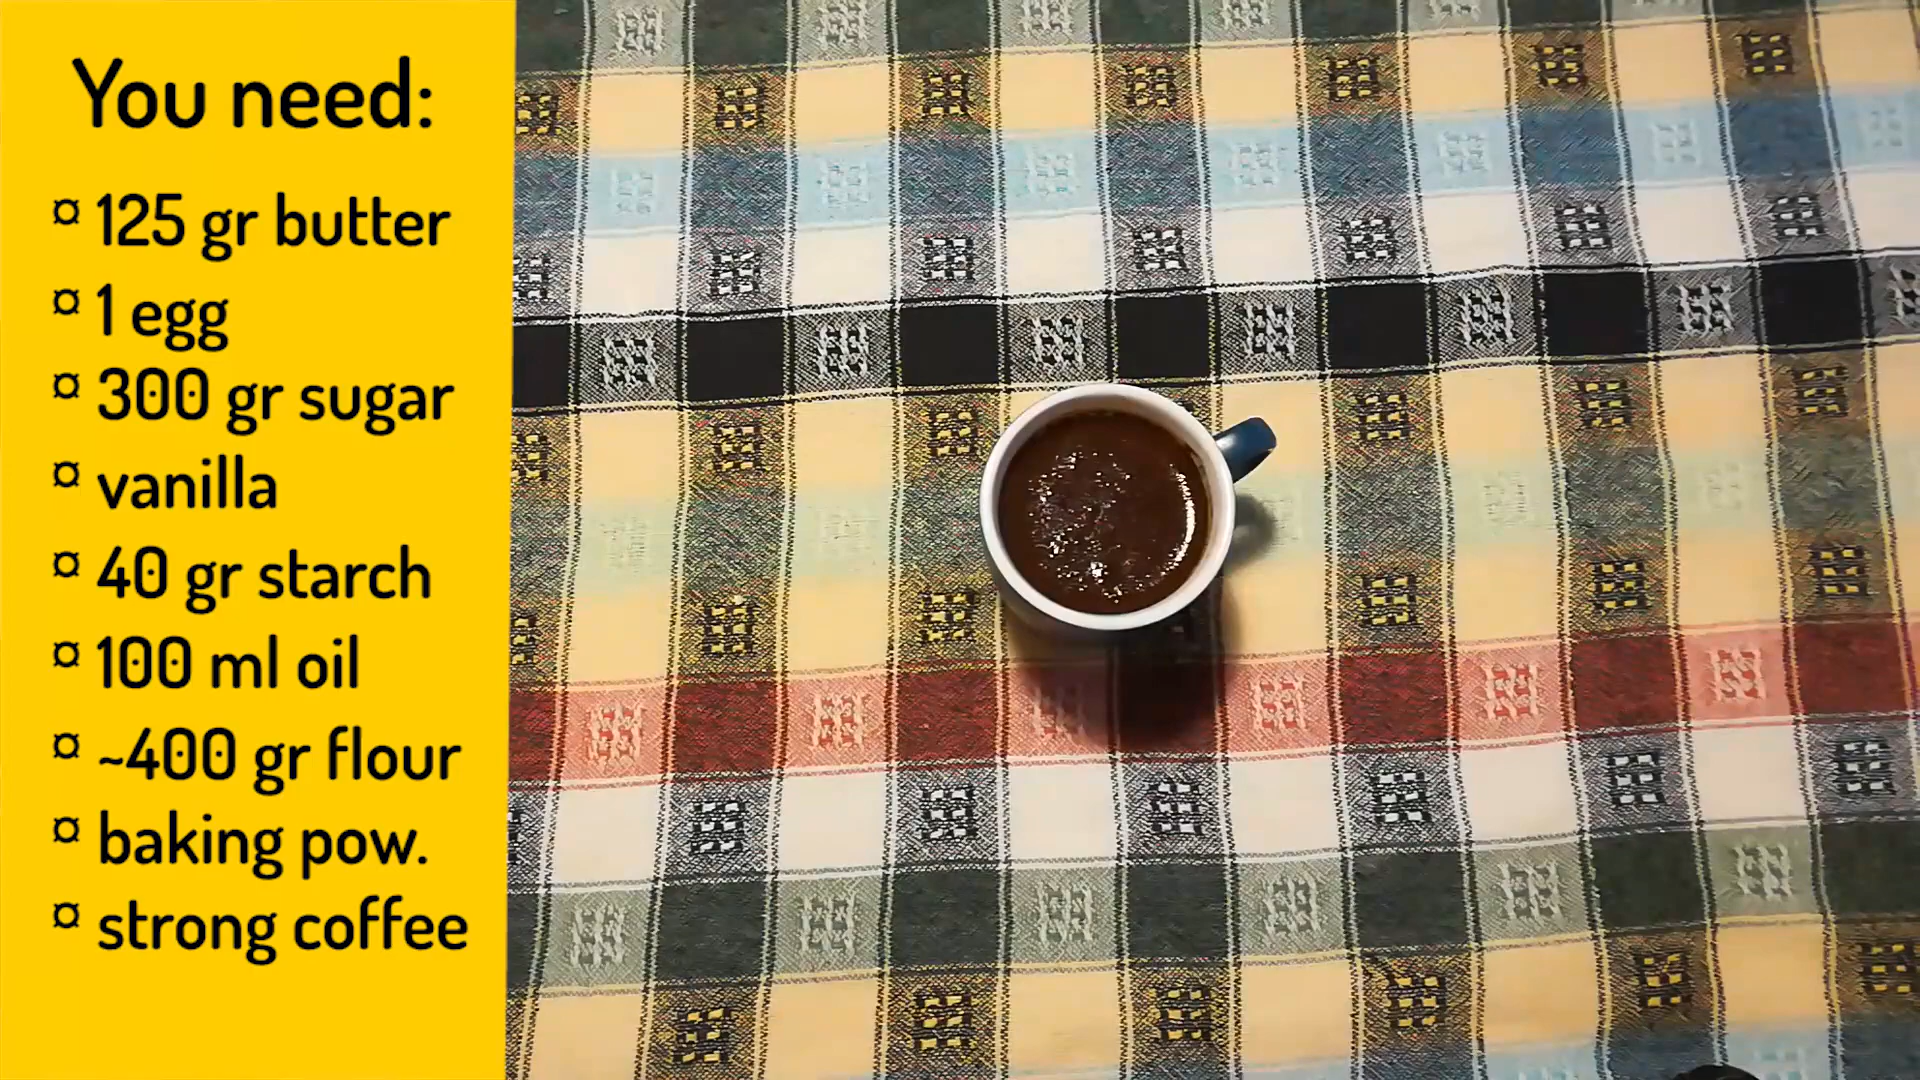 You need:
¤ 125 gr butter
¤ 1 egg
¤ 300 gr sugar
¤ vanilla
¤ 40 gr starch
¤ 100 ml oil
¤ ~400 gr flour
¤ baking pow.
¤ strong coffee